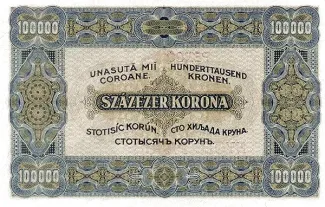 100000 100000
UNASUTĂ MII HUNDERTTAUSEND
COROANE. KRONEN.
SZÁZEZER KORONA
STOTISÍC KORÚN. СТО ХИЉАДА КРУНА.
СТОТЫСЯЧЪ КОРУНЪ.
100000 100000